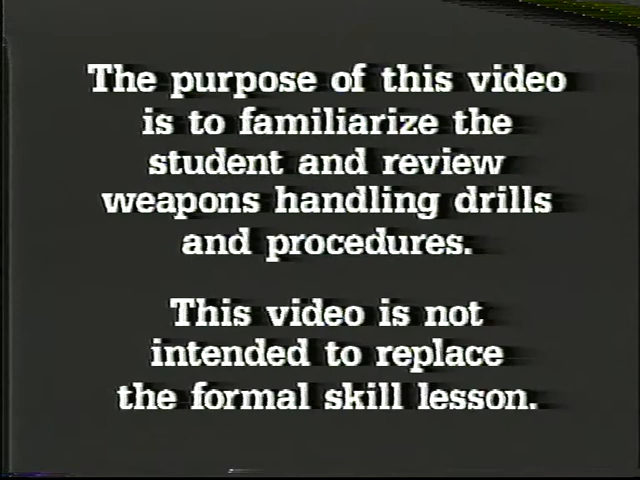 The purpose of this video
is to familiarize the
student and review
weapons handling drills
and procedures.
This video is not
intended to replace
the formal skill lesson.